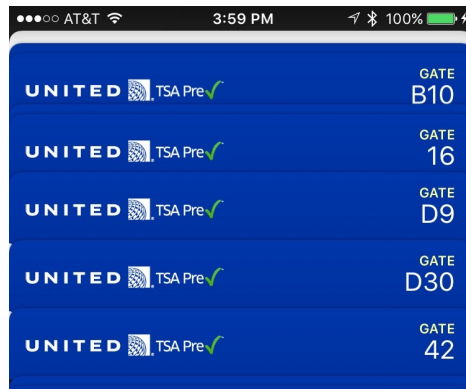 AT&T 3:59 PM 100%
GATE
UNITED TSA Pre✓ B10
GATE
UNITED TSA Pre✓ 16
GATE
UNITED TSA Pre✓ D9
GATE
UNITED TSA Pre✓ D30
GATE
UNITED TSA Pre✓ 42